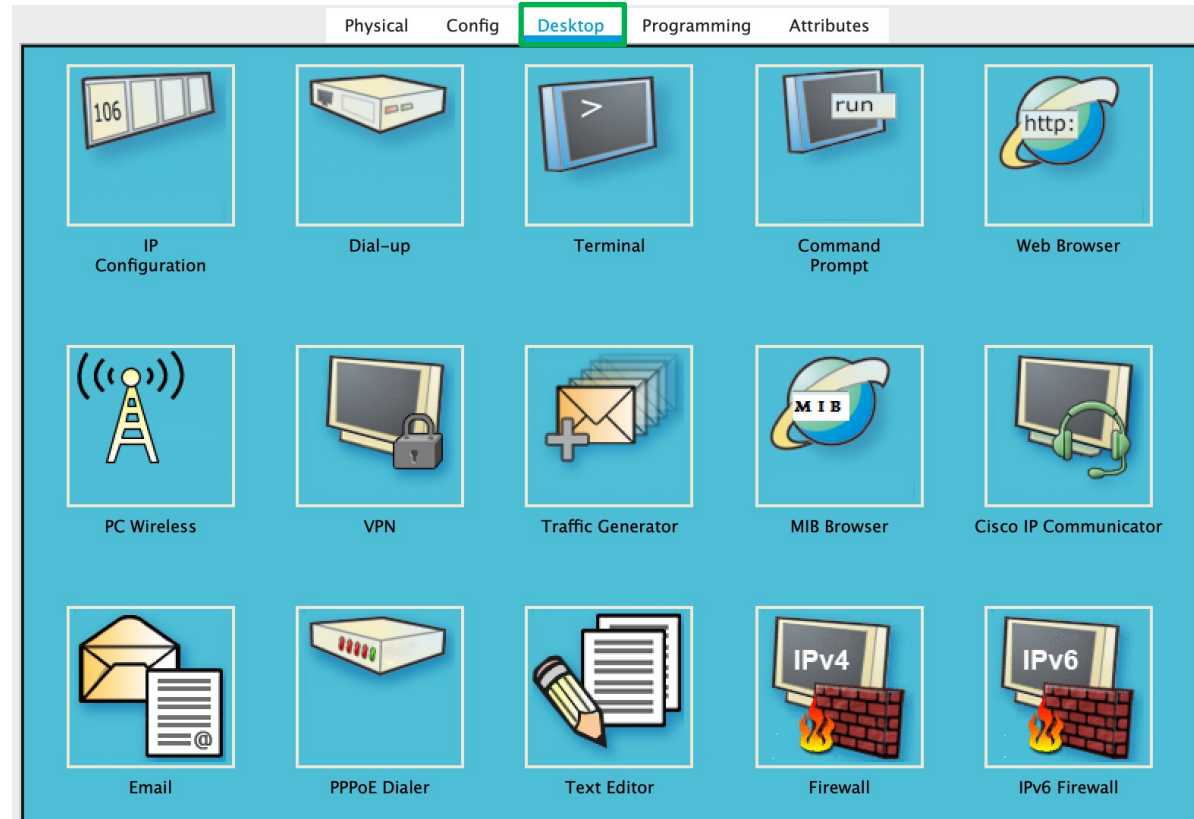 Physical Config Desktop Programming Attributes
106
>
run
http:
IP
Configuration
Dial-up
Terminal
Command
Prompt
Web Browser
MIB
PC Wireless
VPN
Traffic Generator
MIB Browser
Cisco IP Communicator
@
IPv4
IPv6
Email
PPPoE Dialer
Text Editor
Firewall
IPv6 Firewall